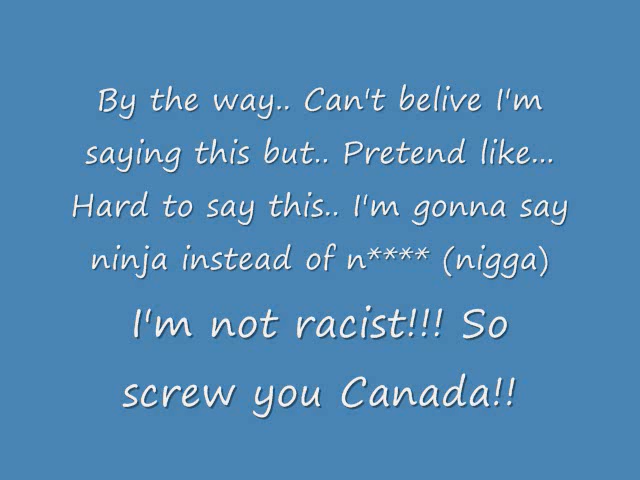 By the way.. Can't belive I'm
saying this but.. Pretend like...
Hard to say this.. I'm gonna say
ninja instead of n**** (nigga)
I'm not racist!!! So
screw you Canada!!